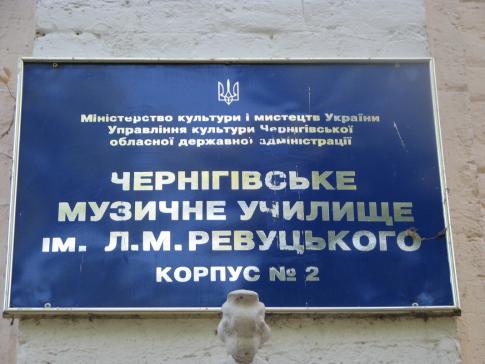 Міністерство культури і мистецтв України
Управління культури Чернігівської
обласної державної адміністрації
ЧЕРНІГІВСЬКЕ
МУЗИЧНЕ УЧИЛИЩЕ
ІМ. Л.М.РЕВУЦЬКОГО
КОРПУС № 2